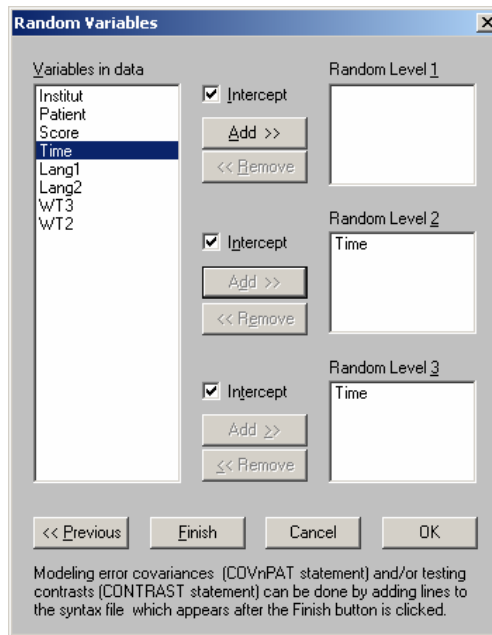 Random Variables
Variables in data
Institut
Patient
Score
Time
Lang1
Lang2
WT3
WT2
Intercept
Add >>
<< Remove
Random Level 1
Intercept
Add >>
<< Remove
Random Level 2
Time
Intercept
Add >>
<< Remove
Random Level 3
Time
<< Previous
Finish
Cancel
OK
Modeling error covariances (COVnPAT statement) and/or testing
contrasts (CONTRAST statement) can be done by adding lines to
the syntax file which appears after the Finish button is clicked.